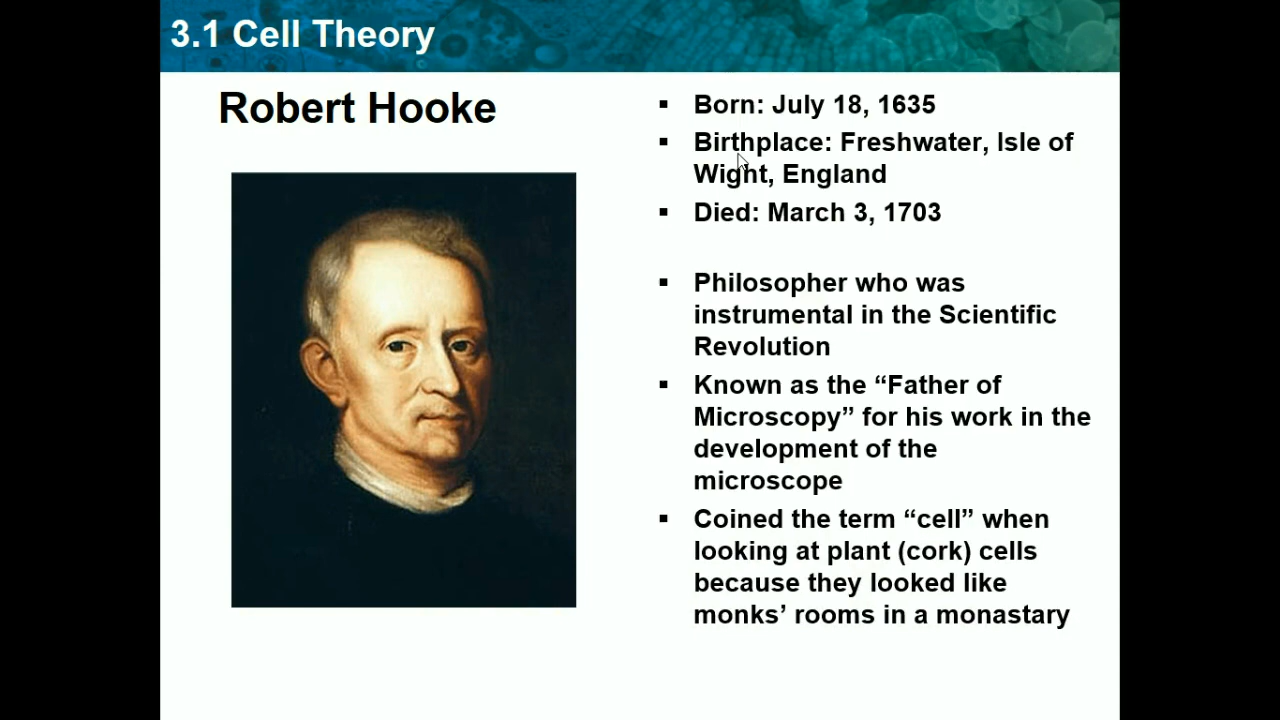 3.1 Cell Theory
Robert Hooke
▪ Born: July 18, 1635
▪ Birthplace: Freshwater, Isle of
Wight, England
▪ Died: March 3, 1703
▪ Philosopher who was
instrumental in the Scientific
Revolution
▪ Known as the “Father of
Microscopy” for his work in the
development of the
microscope
▪ Coined the term “cell” when
looking at plant (cork) cells
because they looked like
monks’ rooms in a monastary